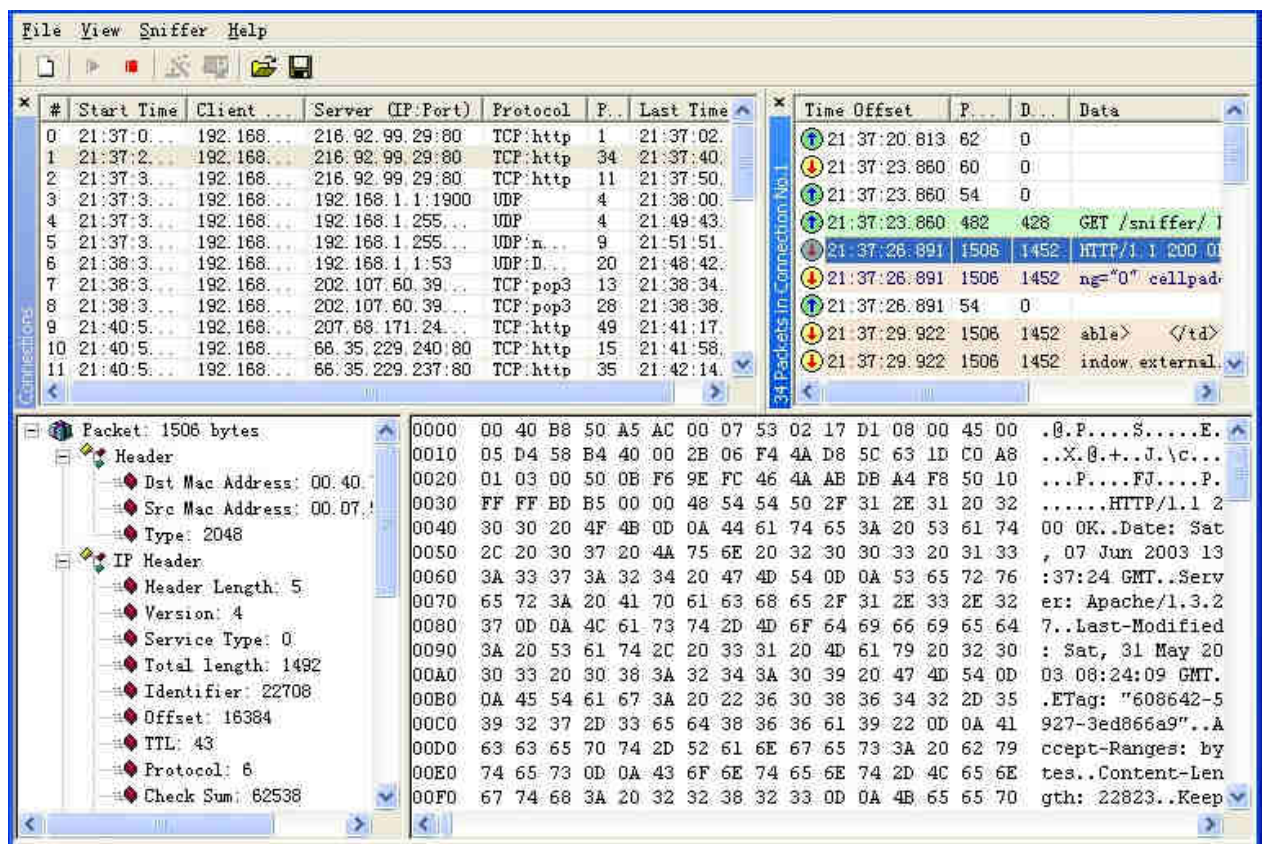 File View Sniffer Help
# Start Time Client ... Server (IP:Port) Protocol P.. Last Time
0 21:37:0... 192.168... 216.92.99.29:80 TCP:http 1 21:37:02.
1 21:37:2... 192.168... 216.92.99.29:80 TCP:http 34 21:37:40.
2 21:37:3... 192.168... 216.92.99.29:80 TCP:http 11 21:37:50.
3 21:37:3... 192.168... 192.168.1.1:1900 UDP 4 21:38:00.
4 21:37:3... 192.168... 192.168.1.255... UDP 4 21:49:43.
5 21:37:3... 192.168... 192.168.1.255... UDP:n... 9 21:51:51.
6 21:38:3... 192.168... 192.168.1.1:53 UDP:D... 20 21:48:42.
7 21:38:3... 192.168... 202.107.60.39... TCP:pop3 13 21:38:34.
8 21:38:3... 192.168... 202.107.60.39... TCP:pop3 28 21:38:38.
9 21:40:5... 192.168... 207.68.171.24... TCP:http 49 21:41:17.
10 21:40:5... 192.168... 66.35.229.240:80 TCP:http 15 21:41:58.
11 21:40:5... 192.168... 66.35.229.237:80 TCP:http 35 21:42:14.
Connections
34 Packets in Connection No.1
Time Offset P... D... Data
21:37:20.813 62 0
21:37:23.860 60 0
21:37:23.860 54 0
21:37:23.860 482 428 GET /sniffer/
21:37:26.891 1506 1452 HTTP/1.1 200 O
21:37:26.891 1506 1452 ng="0" cellpad
21:37:26.891 54 0
21:37:29.922 1506 1452 able> </td>
21:37:29.922 1506 1452 indow.external.
Packet: 1506 bytes
Header
Dst Mac Address: 00.40.
Src Mac Address: 00.07.
Type: 2048
IP Header
Header Length: 5
Version: 4
Service Type: 0
Total length: 1492
Identifier: 22708
Offset: 16384
TTL: 43
Protocol: 6
Check Sum: 62538
0000 00 40 B8 50 A5 AC 00 07 53 02 17 D1 08 00 45 00 .@.P....S.....E.
0010 05 D4 58 B4 40 00 2B 06 F4 4A D8 5C 63 1D C0 A8 ..X.@.+..J.\c...
0020 01 03 00 50 0B F6 9E FC 46 4A AB DB A4 F8 50 10 ...P....FJ....P.
0030 FF FF BD B5 00 00 48 54 54 50 2F 31 2E 31 20 32 ......HTTP/1.1 2
0040 30 30 20 4F 4B 0D 0A 44 61 74 65 3A 20 53 61 74 00 OK..Date: Sat
0050 2C 20 30 37 20 4A 75 6E 20 32 30 30 33 20 31 33 , 07 Jun 2003 13
0060 3A 33 37 3A 32 34 20 47 4D 54 0D 0A 53 65 72 76 :37:24 GMT..Serv
0070 65 72 3A 20 41 70 61 63 68 65 2F 31 2E 33 2E 32 er: Apache/1.3.2
0080 37 0D 0A 4C 61 73 74 2D 4D 6F 64 69 66 69 65 64 7..Last-Modified
0090 3A 20 53 61 74 2C 20 33 31 20 4D 61 79 20 32 30 : Sat, 31 May 20
00A0 30 33 20 30 38 3A 32 34 3A 30 39 20 47 4D 54 0D 03 08:24:09 GMT.
00B0 0A 45 54 61 67 3A 20 22 36 30 38 36 34 32 2D 35 .ETag: "608642-5
00C0 39 32 37 2D 33 65 64 38 36 36 61 39 22 0D 0A 41 927-3ed866a9"..A
00D0 63 63 65 70 74 2D 52 61 6E 67 65 73 3A 20 62 79 ccept-Ranges: by
00E0 74 65 73 0D 0A 43 6F 6E 74 65 6E 74 2D 4C 65 6E tes..Content-Len
00F0 67 74 68 3A 20 32 32 38 32 33 0D 0A 4B 65 65 70 gth: 22823..Keep